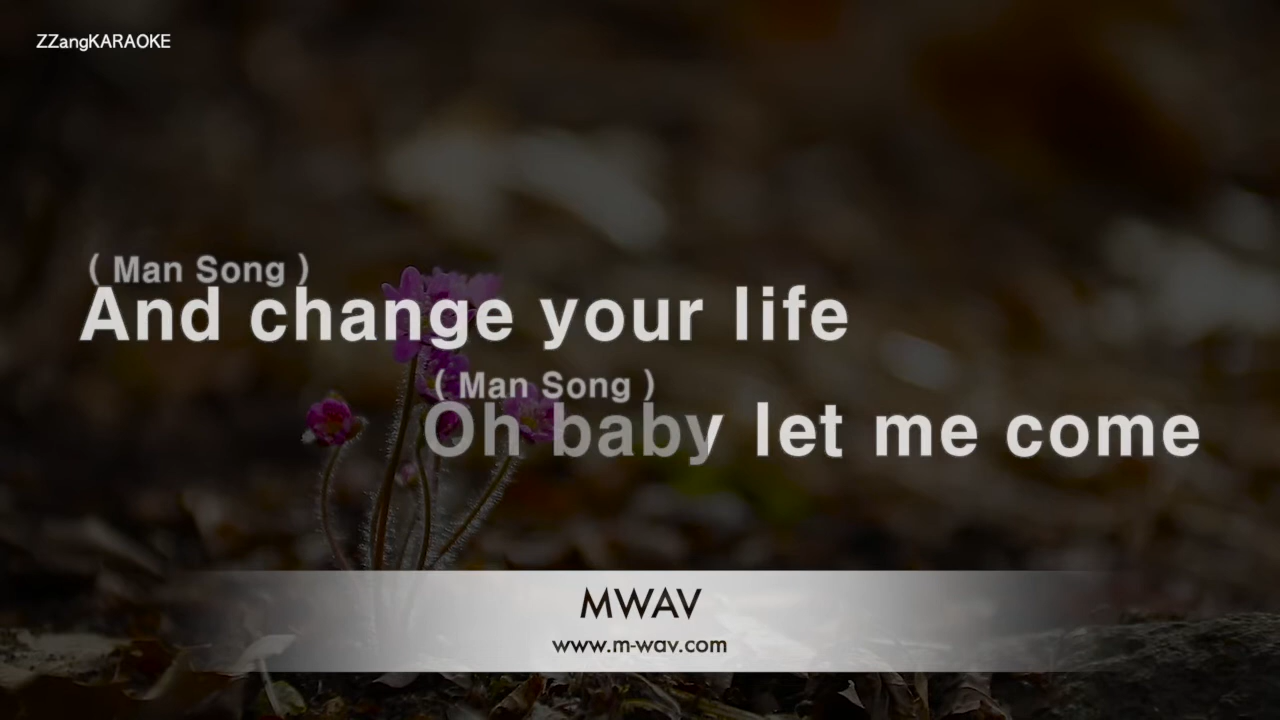 ZZangKARAOKE
( Man Song )
And change your life
( Man Song )
Oh baby let me come
MWAV
www.m-wav.com